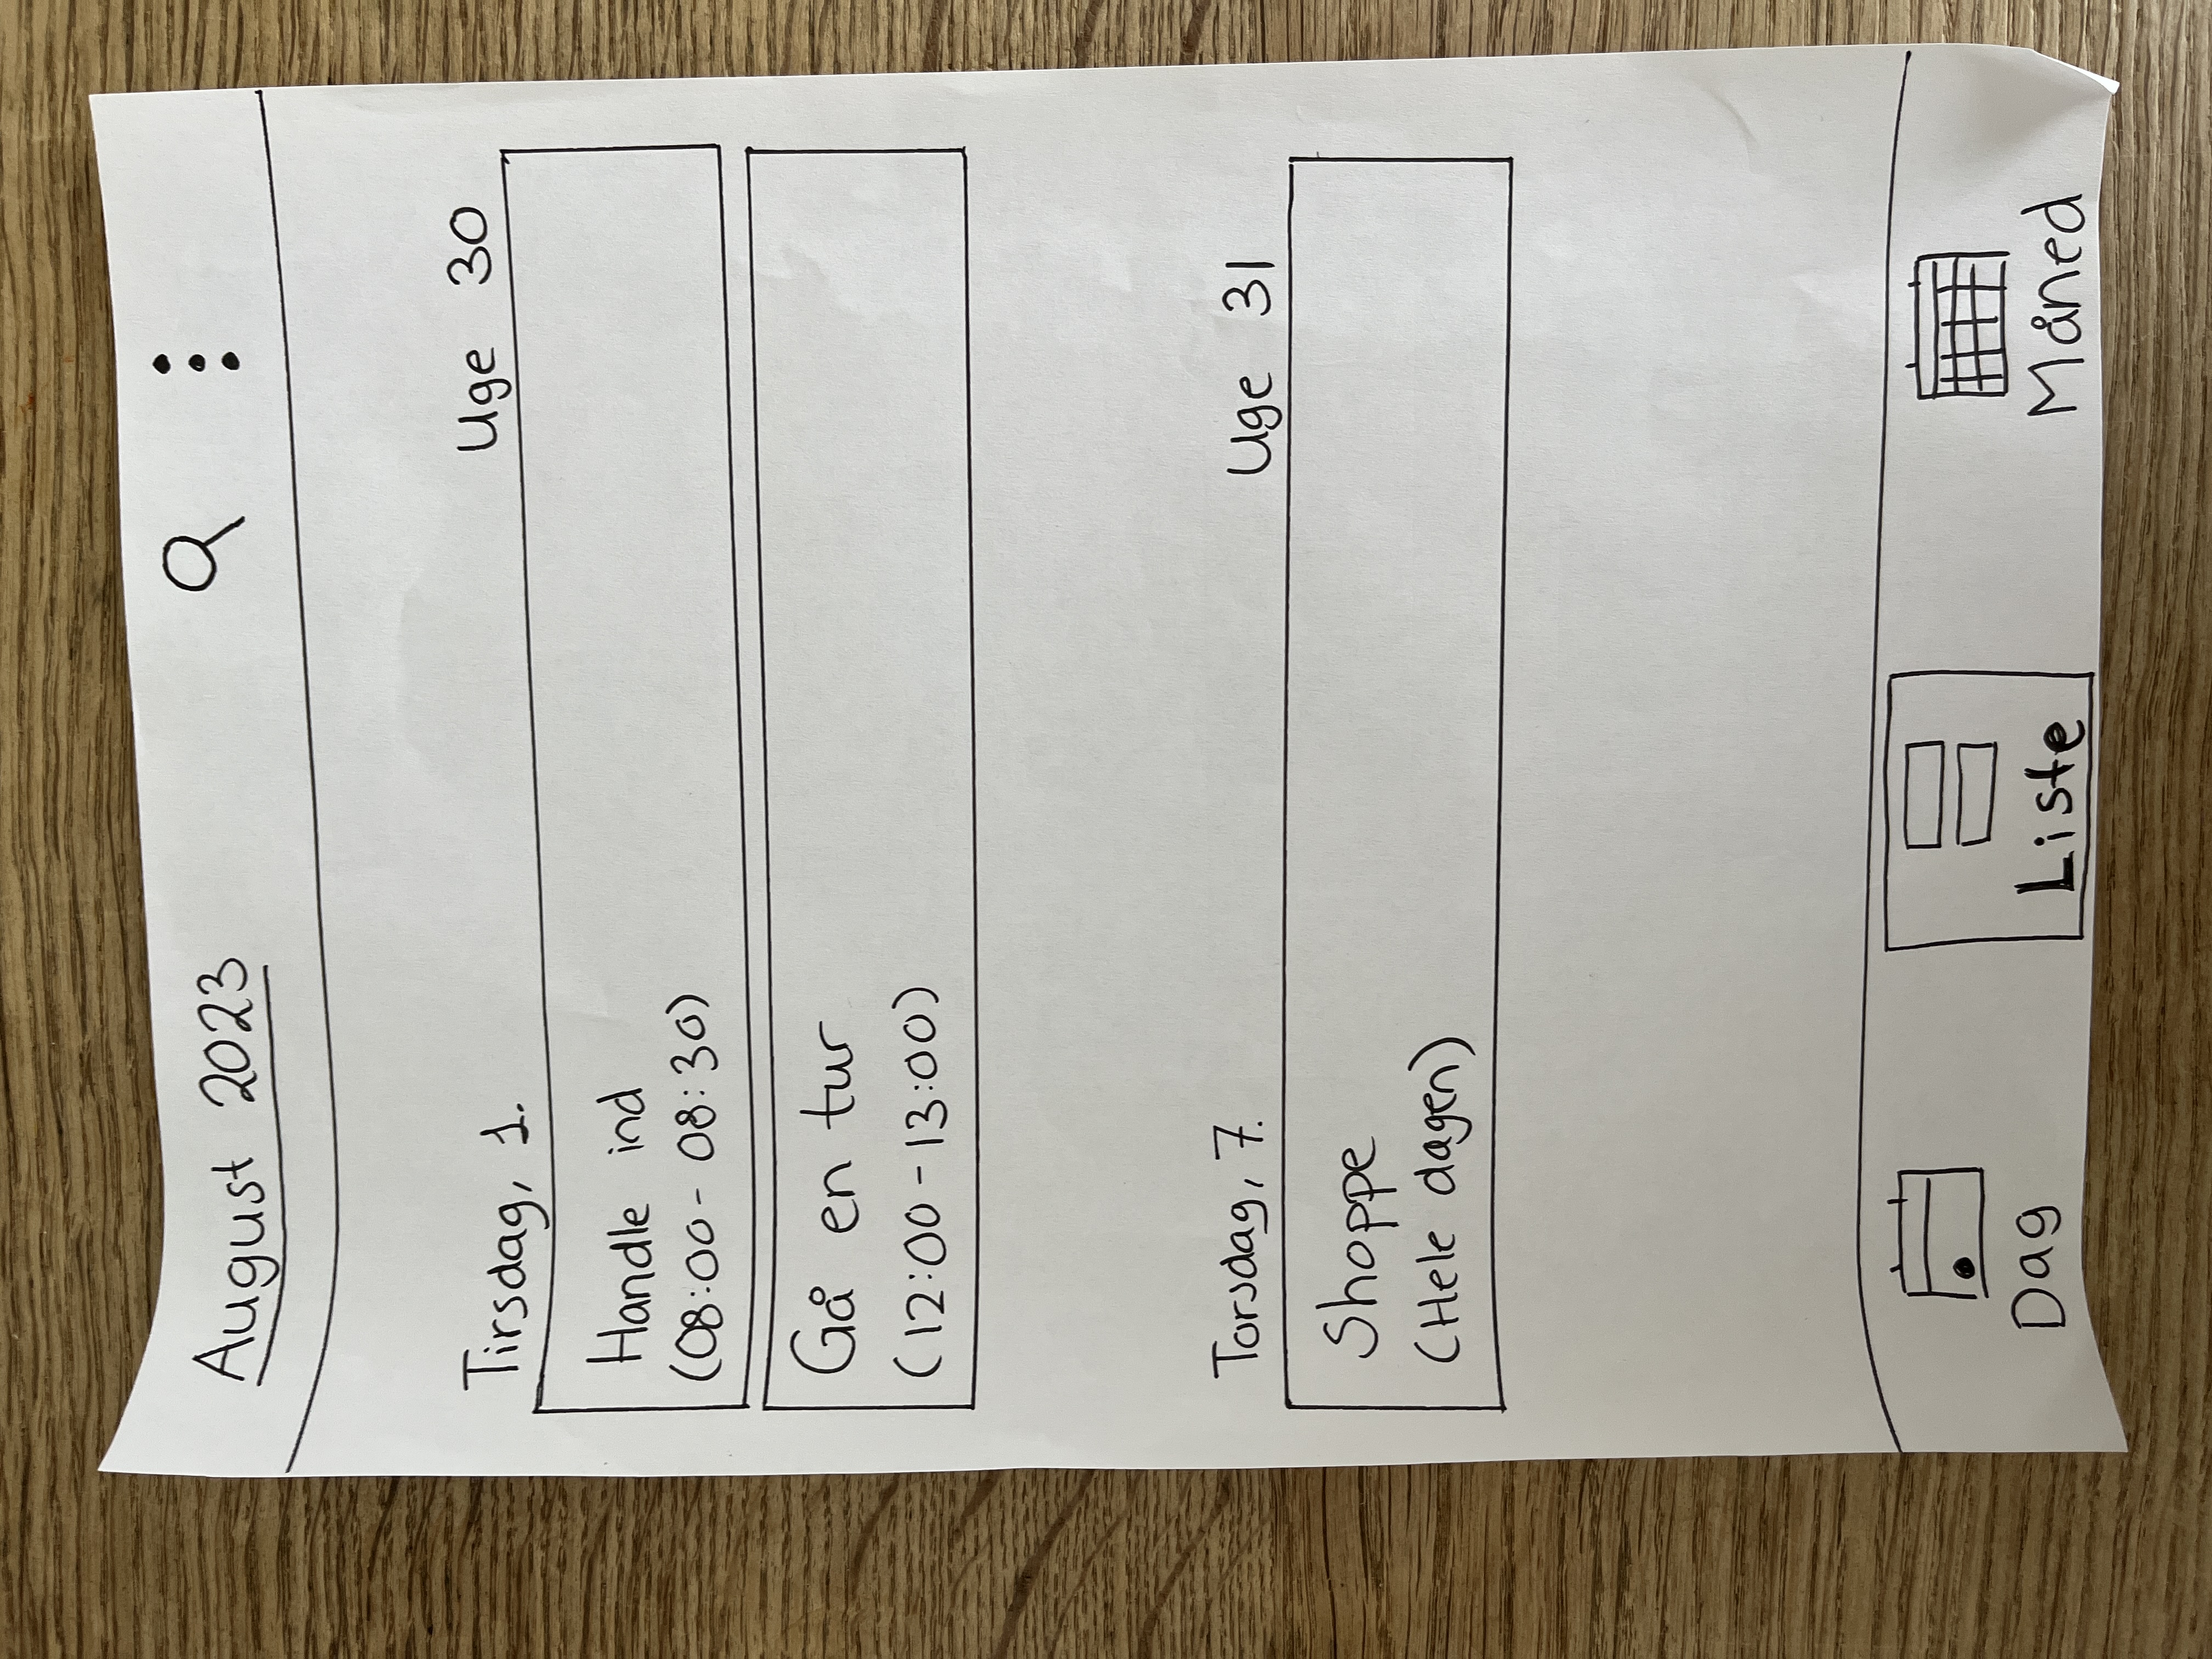 August 2023
Tirsdag, 1. Uge 30
Handle ind
(08:00 - 08:30)
Gå en tur
(12:00 - 13:00)
Torsdag, 7. Uge 31
Shoppe
(Hele dagen)
Dag Liste Måned